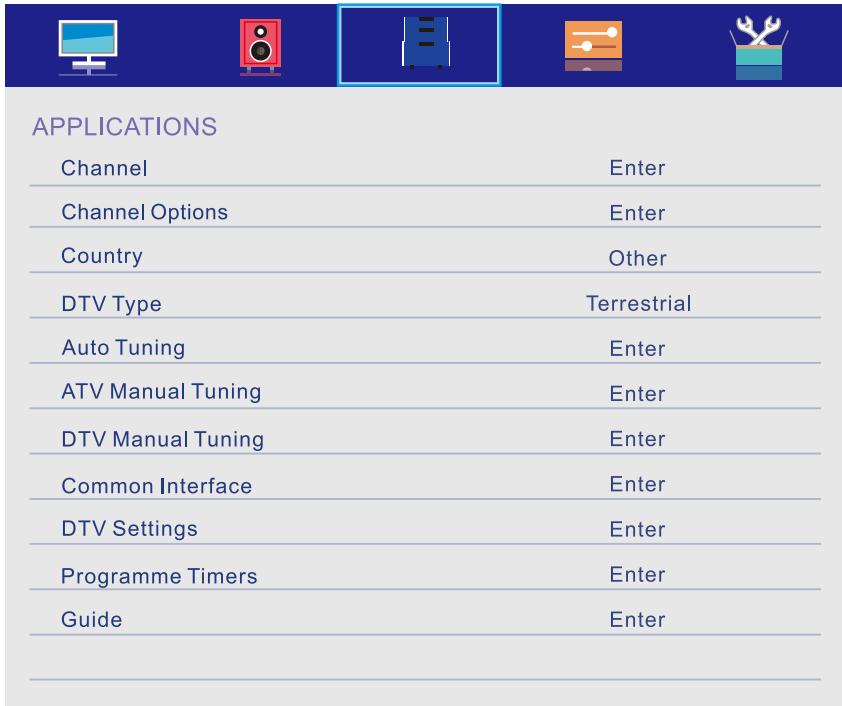 APPLICATIONS
Channel Enter
Channel Options Enter
Country Other
DTV Type Terrestrial
Auto Tuning Enter
ATV Manual Tuning Enter
DTV Manual Tuning Enter
Common Interface Enter
DTV Settings Enter
Programme Timers Enter
Guide Enter